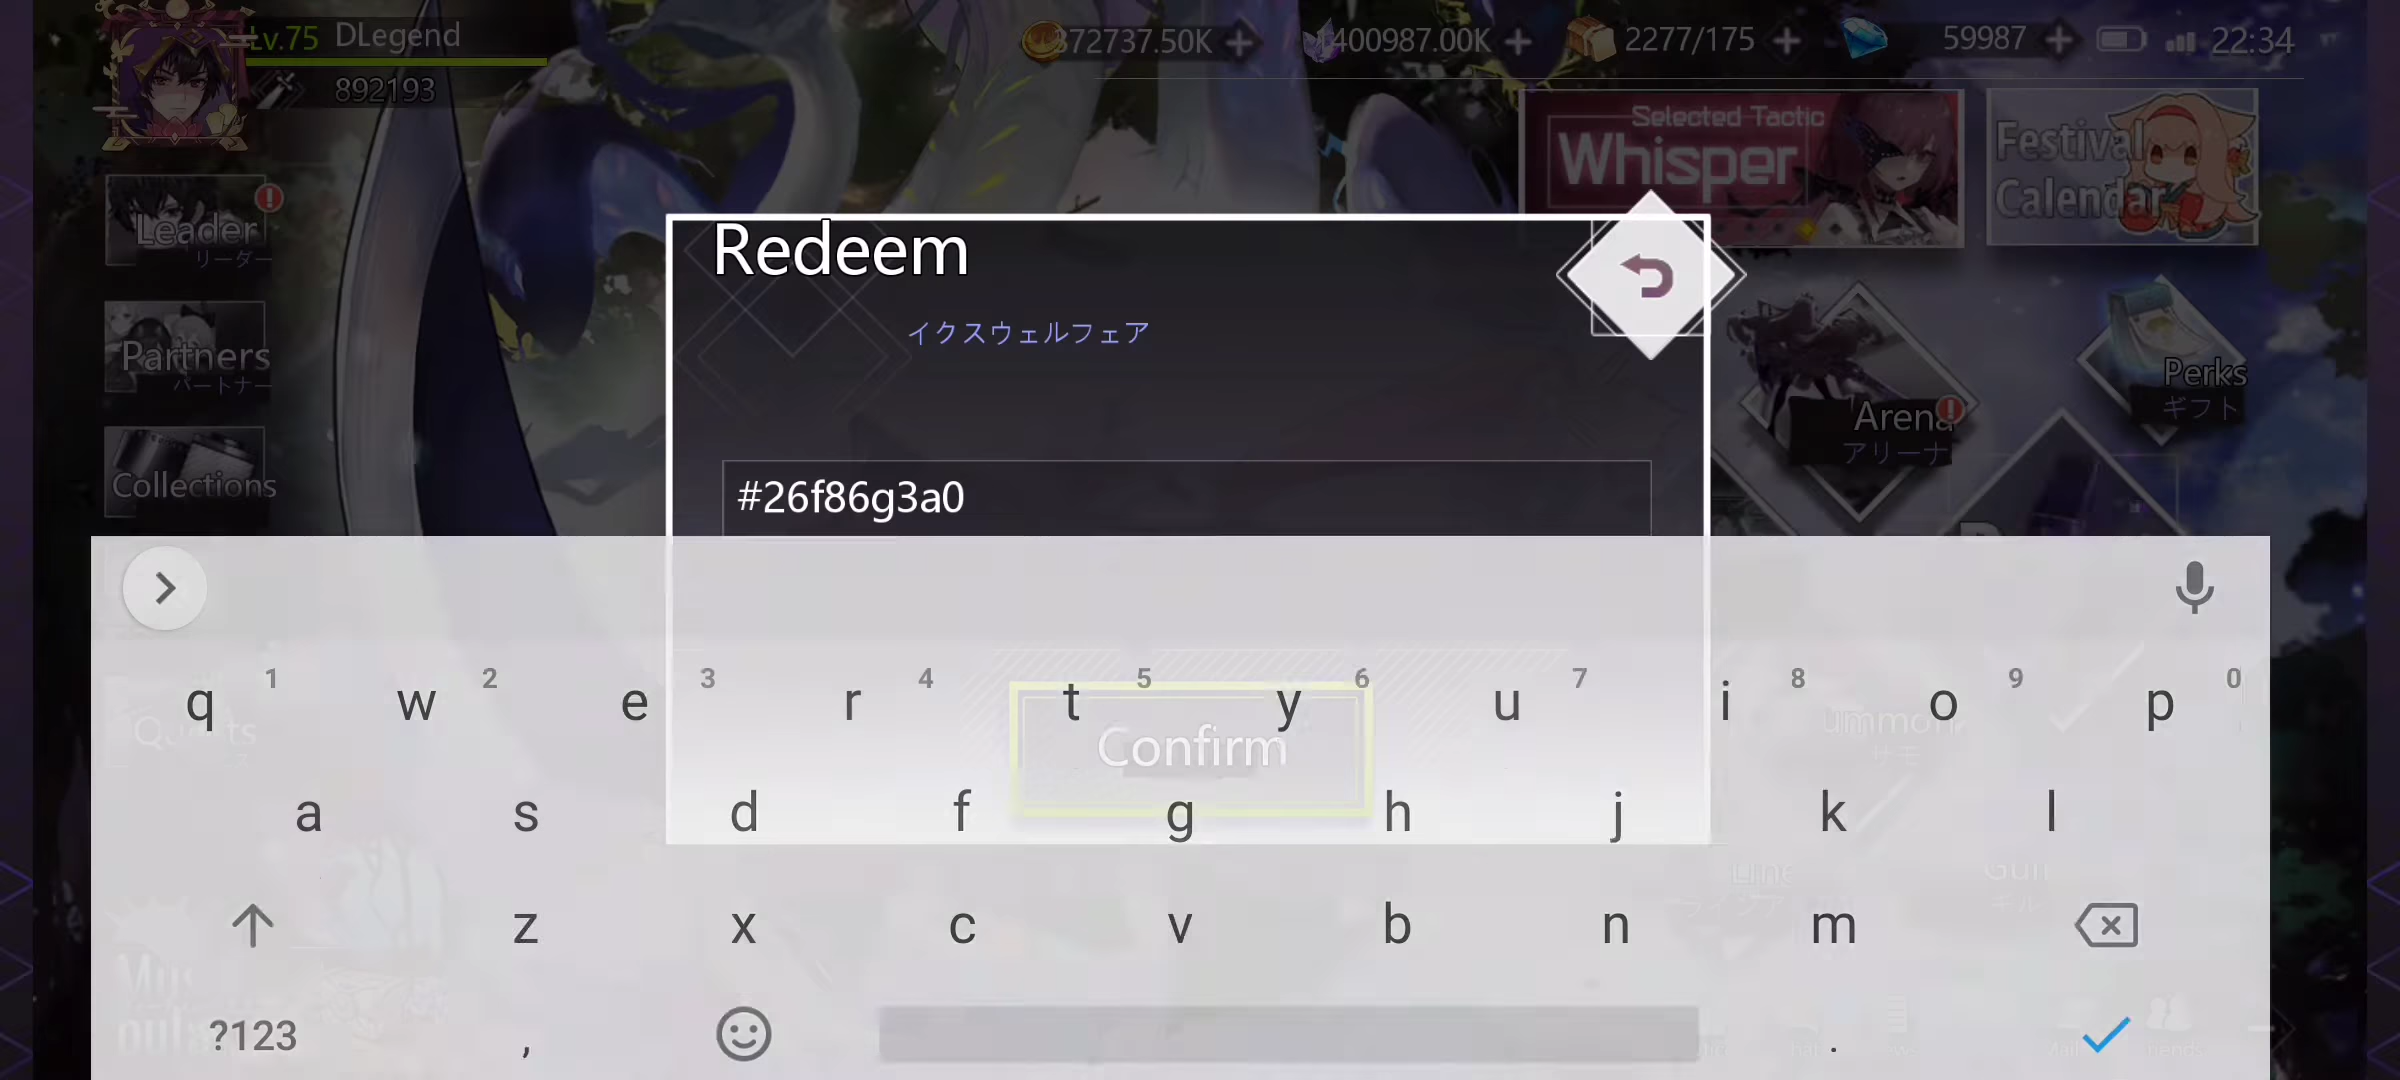 Lv.75 DLegend
372737.50K
1400987.00K
2277/175
59987
22:34
892193
Selected Tactic
Whisper
Festival
Calendar
Leader
リーダー
Redeem
イクスウェルフェア
Partners
パートナー
Perks
ギフト
Arena
アリーナ
Collections
#26f86g3a0
q 1 w 2 e 3 r 4 t 5 y 6 u 7 i 8 o 9 p 0
Confirm
a s d f g h j k l
z x c v b n m
?123 , .